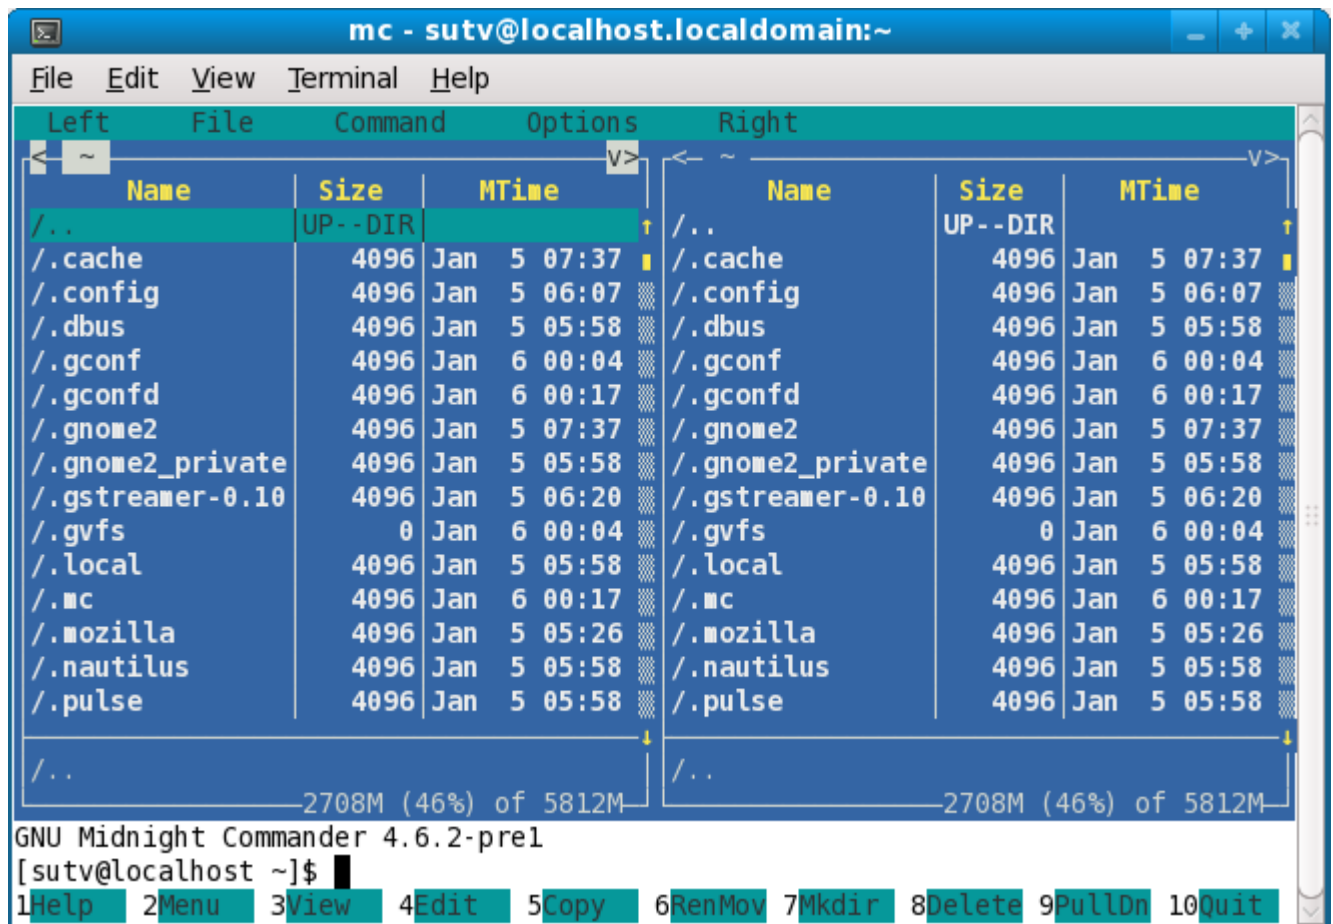 mc - sutv@localhost.localdomain:~
File Edit View Terminal Help
Left File Command Options Right
<- ~ v> <- ~ v>
Name Size MTime Name Size MTime
/.. UP--DIR /.. UP--DIR
/.cache 4096 Jan 5 07:37 /.cache 4096 Jan 5 07:37
/.config 4096 Jan 5 06:07 /.config 4096 Jan 5 06:07
/.dbus 4096 Jan 5 05:58 /.dbus 4096 Jan 5 05:58
/.gconf 4096 Jan 6 00:04 /.gconf 4096 Jan 6 00:04
/.gconfd 4096 Jan 6 00:17 /.gconfd 4096 Jan 6 00:17
/.gnome2 4096 Jan 5 07:37 /.gnome2 4096 Jan 5 07:37
/.gnome2_private 4096 Jan 5 05:58 /.gnome2_private 4096 Jan 5 05:58
/.gstreamer-0.10 4096 Jan 5 06:20 /.gstreamer-0.10 4096 Jan 5 06:20
/.gvfs 0 Jan 6 00:04 /.gvfs 0 Jan 6 00:04
/.local 4096 Jan 5 05:58 /.local 4096 Jan 5 05:58
/.mc 4096 Jan 6 00:17 /.mc 4096 Jan 6 00:17
/.mozilla 4096 Jan 5 05:26 /.mozilla 4096 Jan 5 05:26
/.nautilus 4096 Jan 5 05:58 /.nautilus 4096 Jan 5 05:58
/.pulse 4096 Jan 5 05:58 /.pulse 4096 Jan 5 05:58
/.. /..
2708M (46%) of 5812M 2708M (46%) of 5812M
GNU Midnight Commander 4.6.2-pre1
[sutv@localhost ~]$
1Help 2Menu 3View 4Edit 5Copy 6RenMov 7Mkdir 8Delete 9PullDn 10Quit